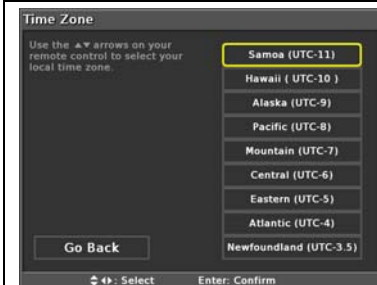 Time Zone
Use the ▲▼ arrows on your
remote control to select your
local time zone.
Samoa (UTC-11)
Hawaii ( UTC-10 )
Alaska (UTC-9)
Pacific (UTC-8)
Mountain (UTC-7)
Central (UTC-6)
Eastern (UTC-5)
Atlantic (UTC-4)
Newfoundland (UTC-3.5)
Go Back
: Select Enter: Confirm